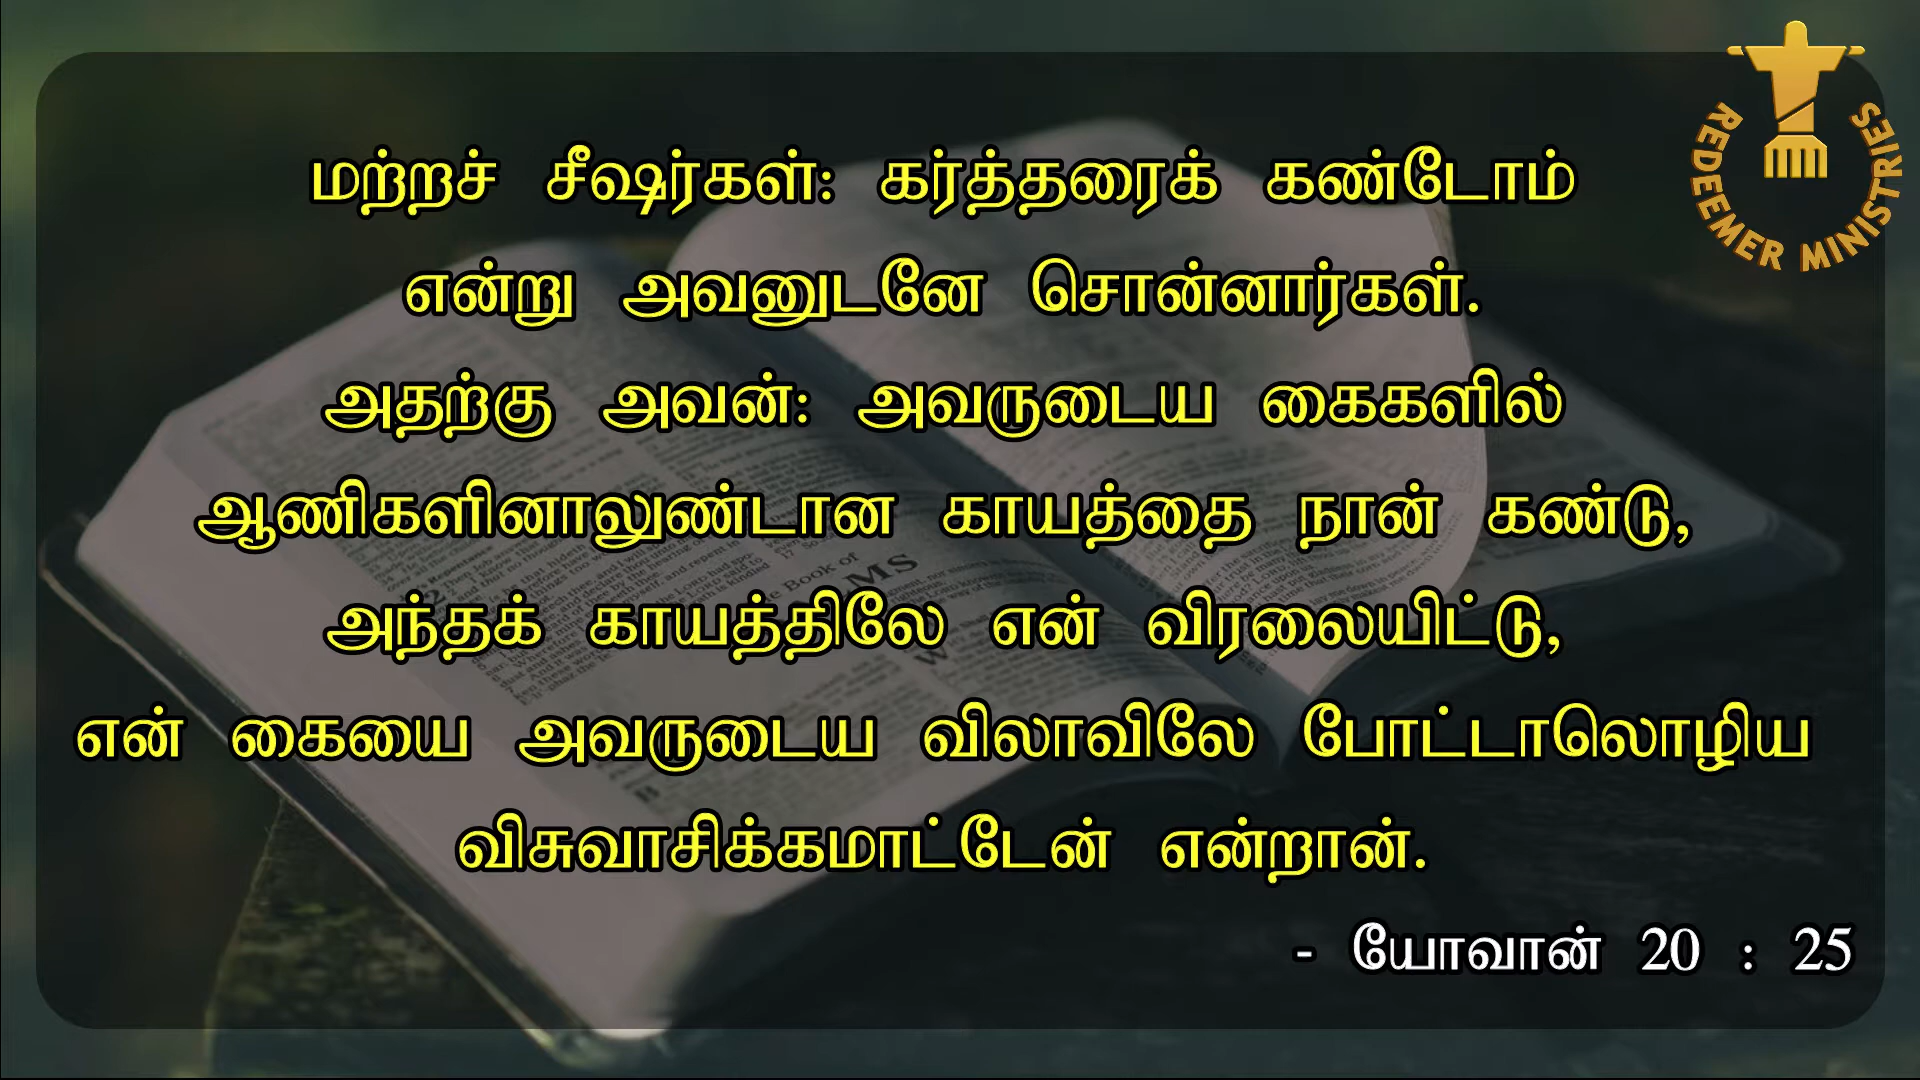 மற்றச் சீஷர்கள்: கர்த்தரைக் கண்டோம்
என்று அவனுடனே சொன்னார்கள்.
அதற்கு அவன்: அவருடைய கைகளில்
ஆணிகளினாலுண்டான காயத்தை நான் கண்டு,
அந்தக் காயத்திலே என் விரலையிட்டு,
என் கையை அவருடைய விலாவிலே போட்டாலொழிய
விசுவாசிக்கமாட்டேன் என்றான்.
- யோவான் 20 : 25
REDEEMER MINISTRIES